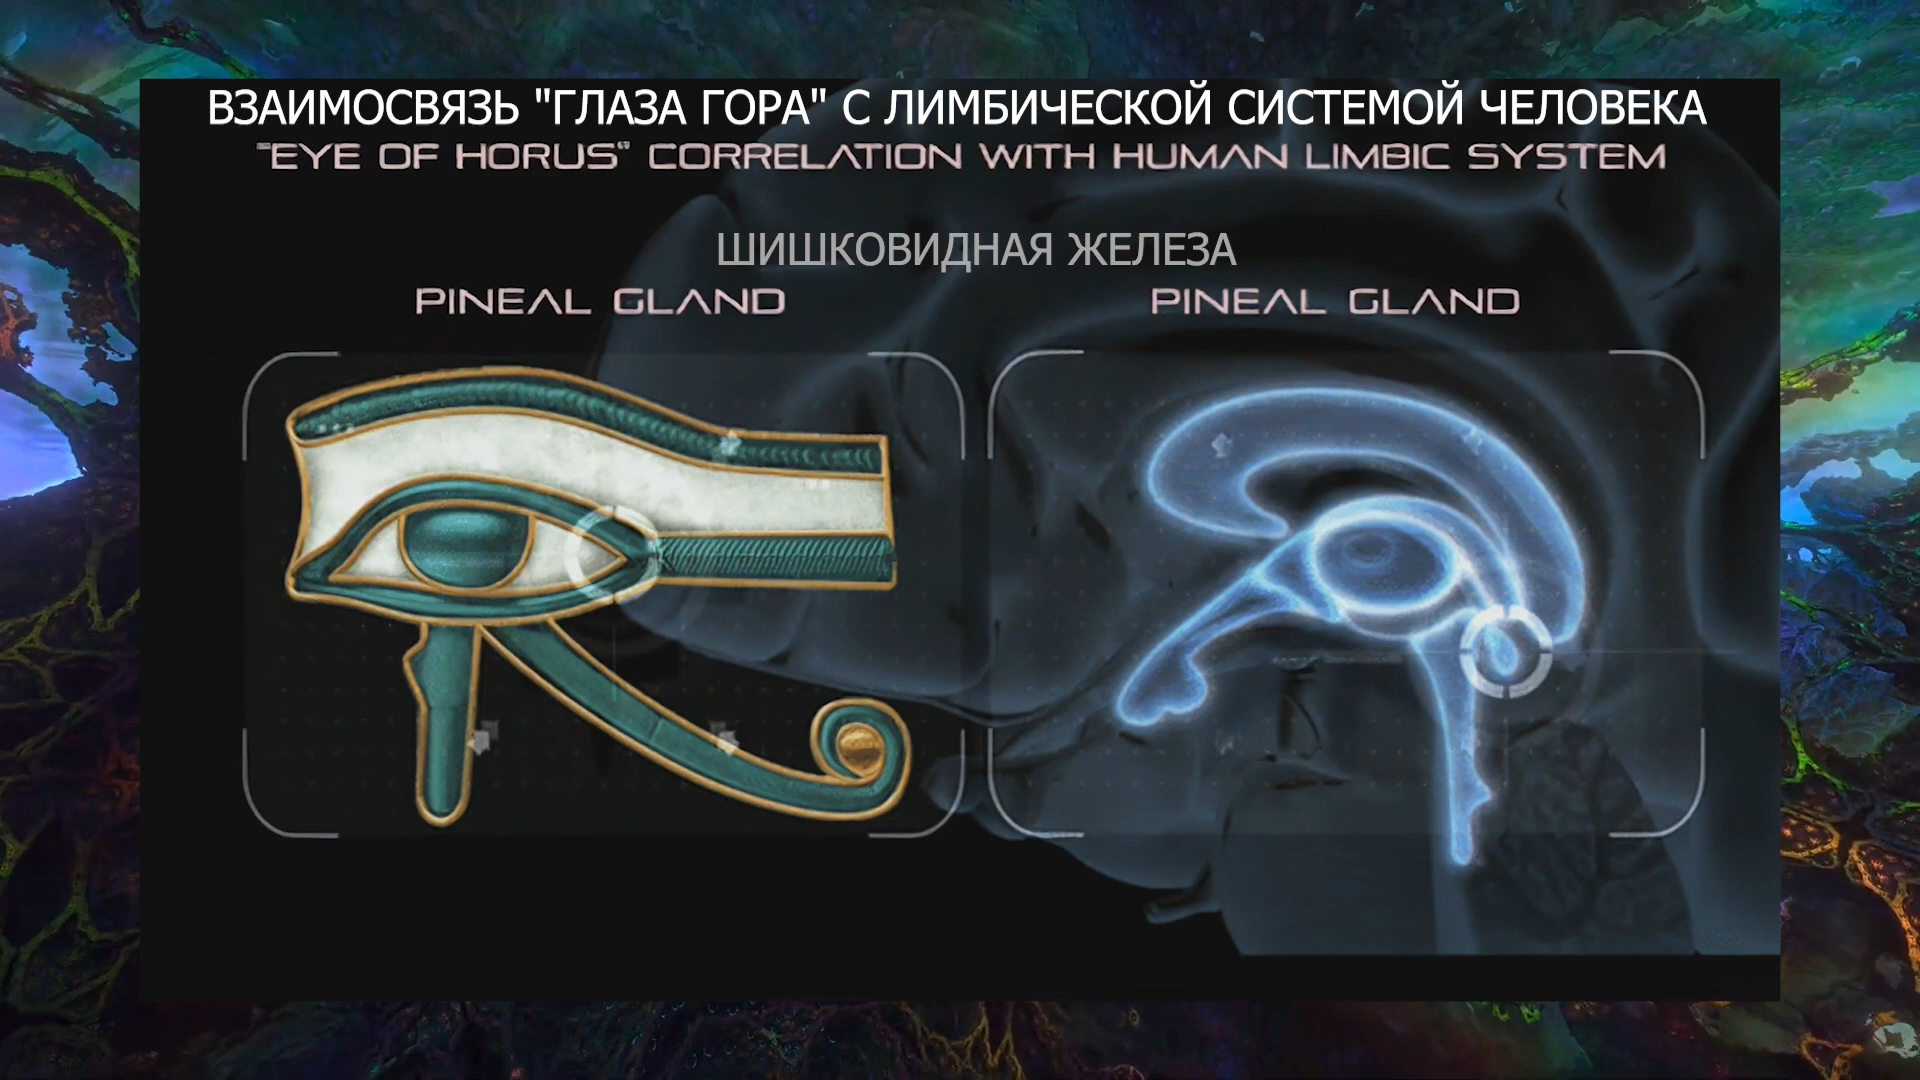 ВЗАИМОСВЯЗЬ "ГЛАЗА ГОРА" С ЛИМБИЧЕСКОЙ СИСТЕМОЙ ЧЕЛОВЕКА
"EYE OF HORUS" CORRELATION WITH HUMAN LIMBIC SYSTEM
ШИШКОВИДНАЯ ЖЕЛЕЗА
PINEAL GLAND PINEAL GLAND